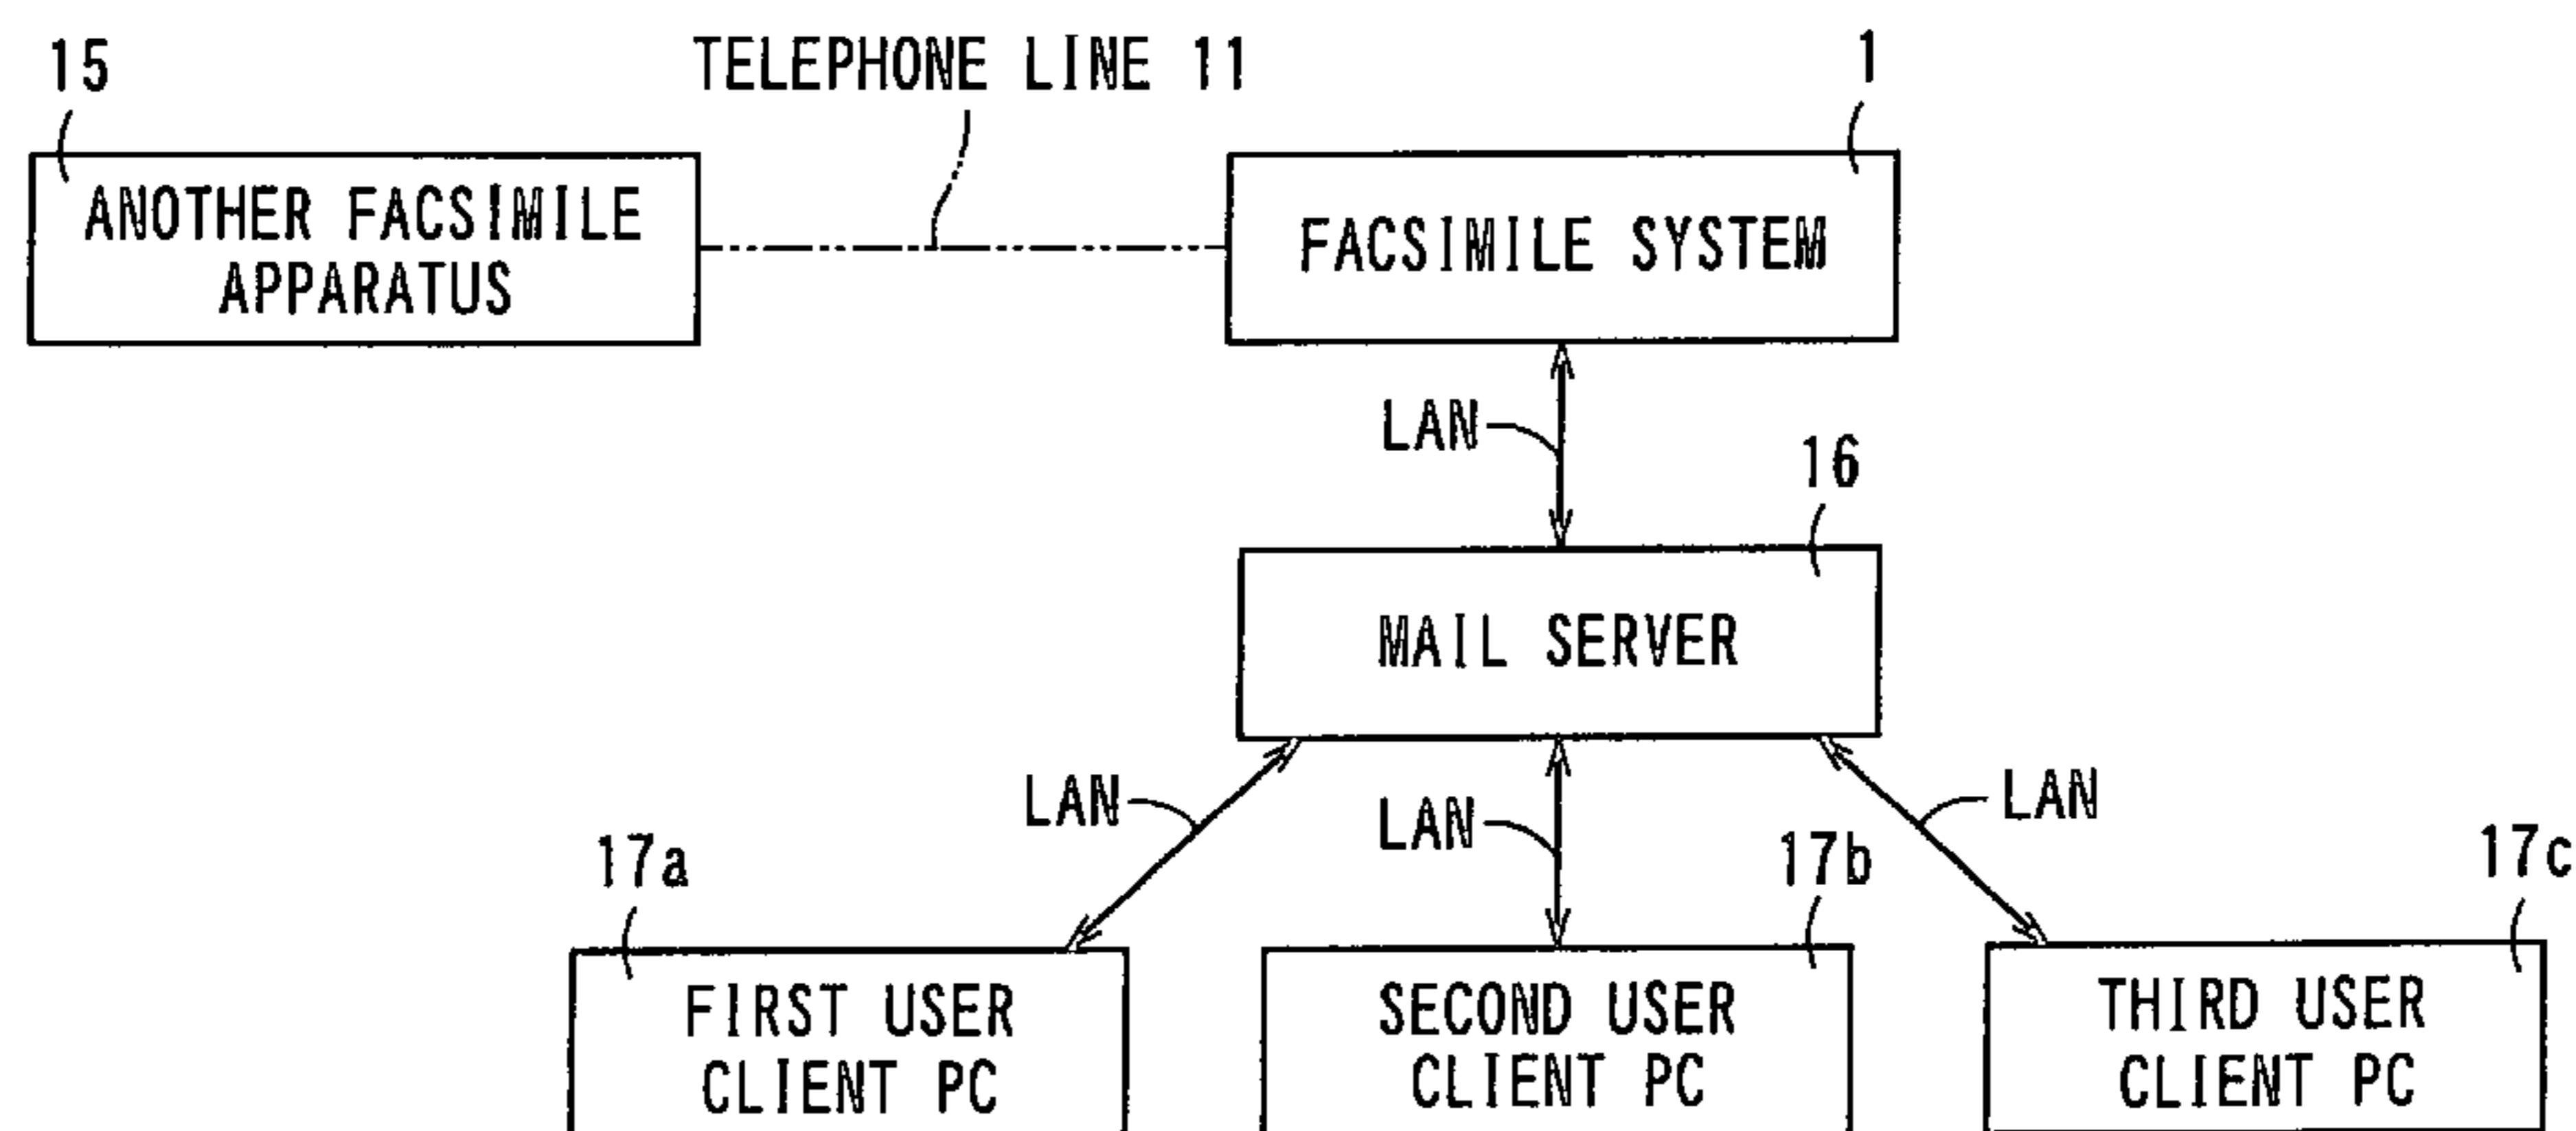 15
TELEPHONE LINE 11
1
ANOTHER FACSIMILE
APPARATUS
FACSIMILE SYSTEM
LAN
16
MAIL SERVER
LAN
LAN
LAN
17a
17b
17c
FIRST USER
CLIENT PC
SECOND USER
CLIENT PC
THIRD USER
CLIENT PC